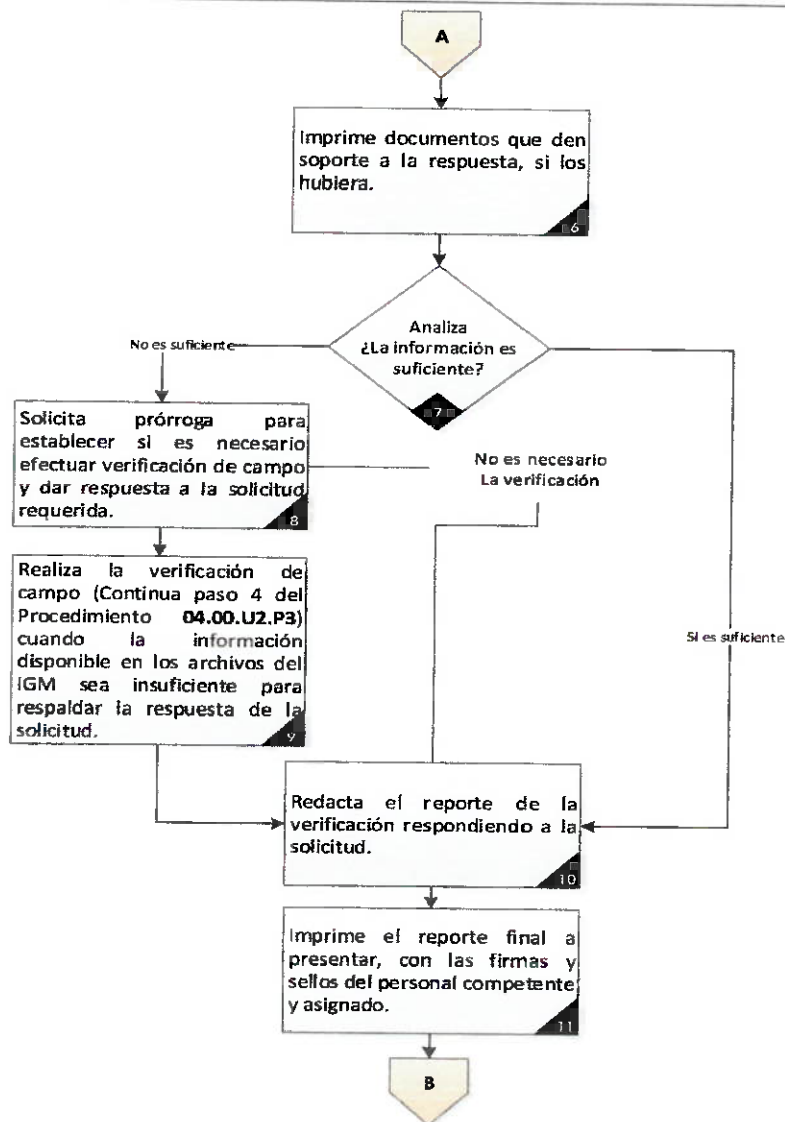 A
Imprime documentos que den
soporte a la respuesta, si los
hubiera.
6
Analiza
¿La información es
suficiente?
7
No es suficiente
Solicita prórroga para
establecer si es necesario
efectuar verificación de campo
y dar respuesta a la solicitud
requerida.
8
No es necesario
La verificación
Realiza la verificación de
campo (Continua paso 4 del
Procedimiento 04.00.U2.P3)
cuando la información
disponible en los archivos del
IGM sea insuficiente para
respaldar la respuesta de la
solicitud.
9
Si es suficiente
Redacta el reporte de la
verificación respondiendo a la
solicitud.
10
Imprime el reporte final a
presentar, con las firmas y
sellos del personal competente
y asignado.
11
B